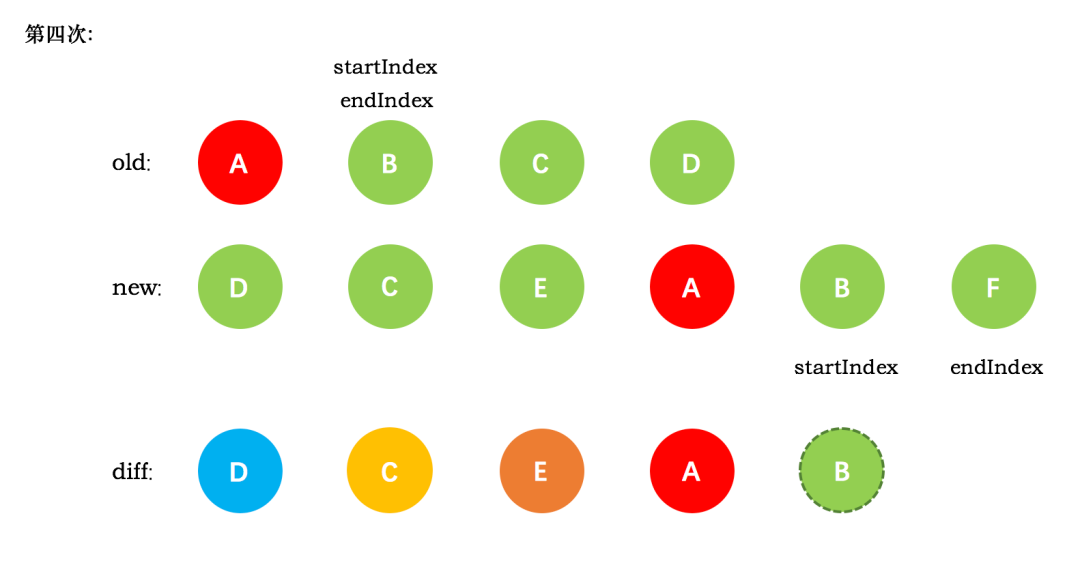 第四次:
startIndex
endIndex
old: A B C D
new: D C E A B F
startIndex endIndex
diff: D C E A B